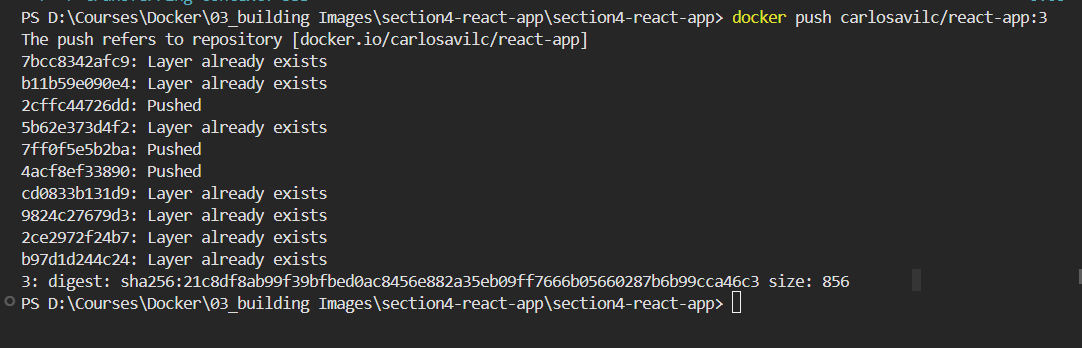 PS D:\Courses\Docker\03_building Images\section4-react-app\section4-react-app> docker push carlosavilc/react-app:3
The push refers to repository [docker.io/carlosavilc/react-app]
7bcc8342afc9: Layer already exists
b11b59e090e4: Layer already exists
2cffc44726dd: Pushed
5b62e373d4f2: Layer already exists
7ff0f5e5b2ba: Pushed
4acf8ef33890: Pushed
cd0833b131d9: Layer already exists
9824c27679d3: Layer already exists
2ce2972f24b7: Layer already exists
b97d1d244c24: Layer already exists
3: digest: sha256:21c8df8ab99f39bfbed0ac8456e882a35eb09ff7666b05660287b6b99cca46c3 size: 856
PS D:\Courses\Docker\03_building Images\section4-react-app\section4-react-app>